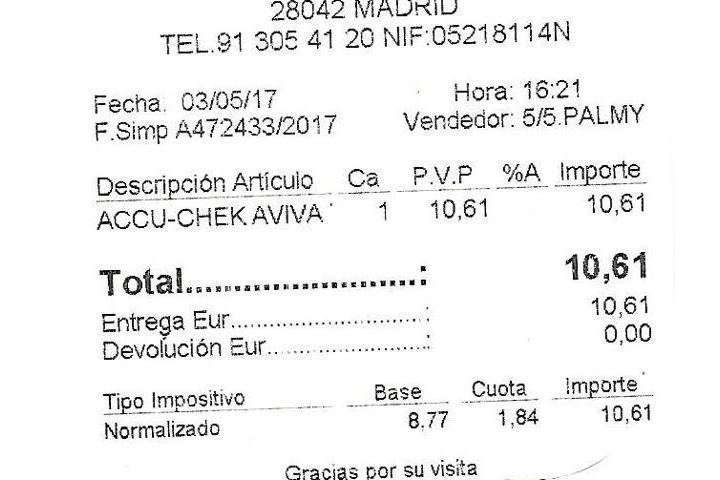 28042 MADRID
TEL.91 305 41 20 NIF:05218114N
Fecha. 03/05/17 Hora: 16:21
F.Simp A472433/2017 Vendedor: 5/5.PALMY
Descripción Artículo Ca P.V.P %A Importe
ACCU-CHEK AVIVA 1 10,61 10,61
Total..........................: 10,61
Entrega Eur..............................: 10,61
Devolución Eur.........................: 0,00
Tipo Impositivo Base Cuota Importe
Normalizado 8,77 1,84 10,61
Gracias por su visita